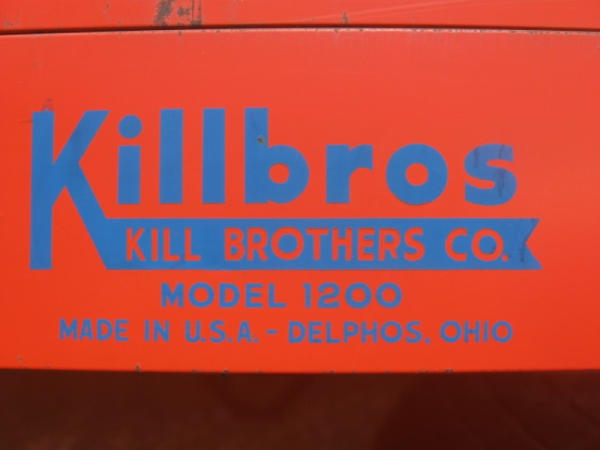 Killbros
KILL BROTHERS CO.
MODEL 1200
MADE IN U.S.A. - DELPHOS, OHIO